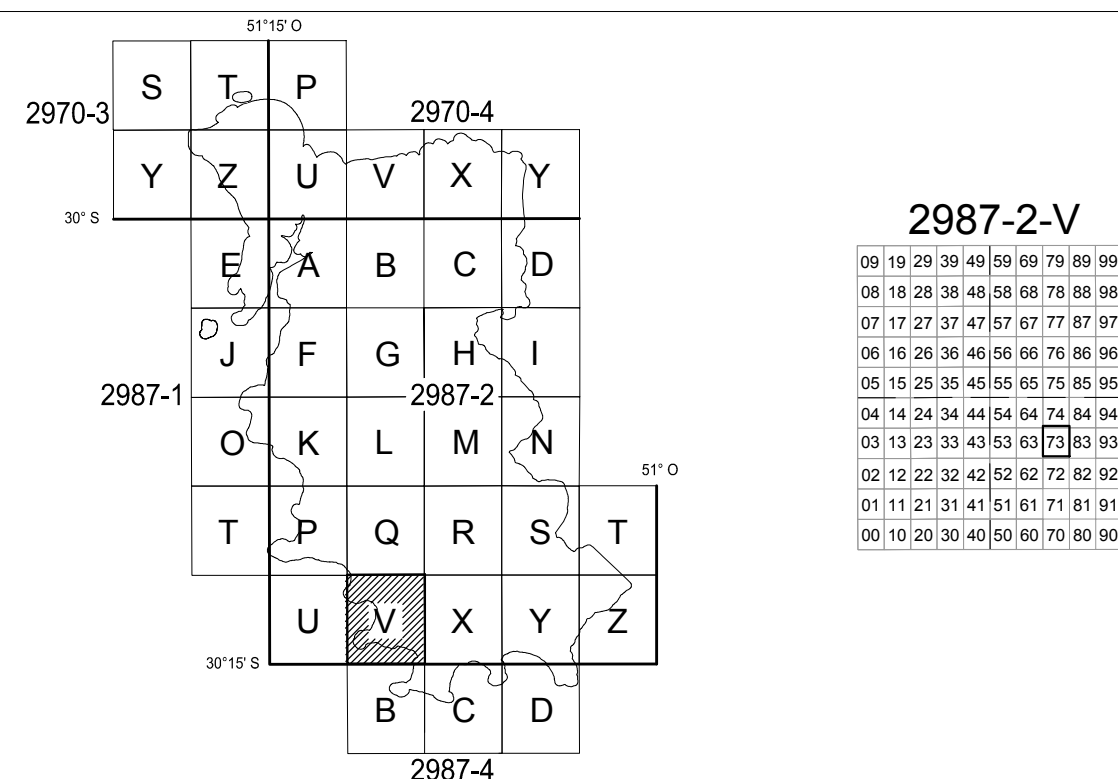 51°15' O
S T P
2970-3
2970-4
Y Z U V X Y
30° S
E A B C D
J F G H I
2987-1
2987-2
O K L M N
51° O
T P Q R S T
U V X Y Z
30°15' S
B C D
2987-4
2987-2-V
09 19 29 39 49 59 69 79 89 99
08 18 28 38 48 58 68 78 88 98
07 17 27 37 47 57 67 77 87 97
06 16 26 36 46 56 66 76 86 96
05 15 25 35 45 55 65 75 85 95
04 14 24 34 44 54 64 74 84 94
03 13 23 33 43 53 63 73 83 93
02 12 22 32 42 52 62 72 82 92
01 11 21 31 41 51 61 71 81 91
00 10 20 30 40 50 60 70 80 90